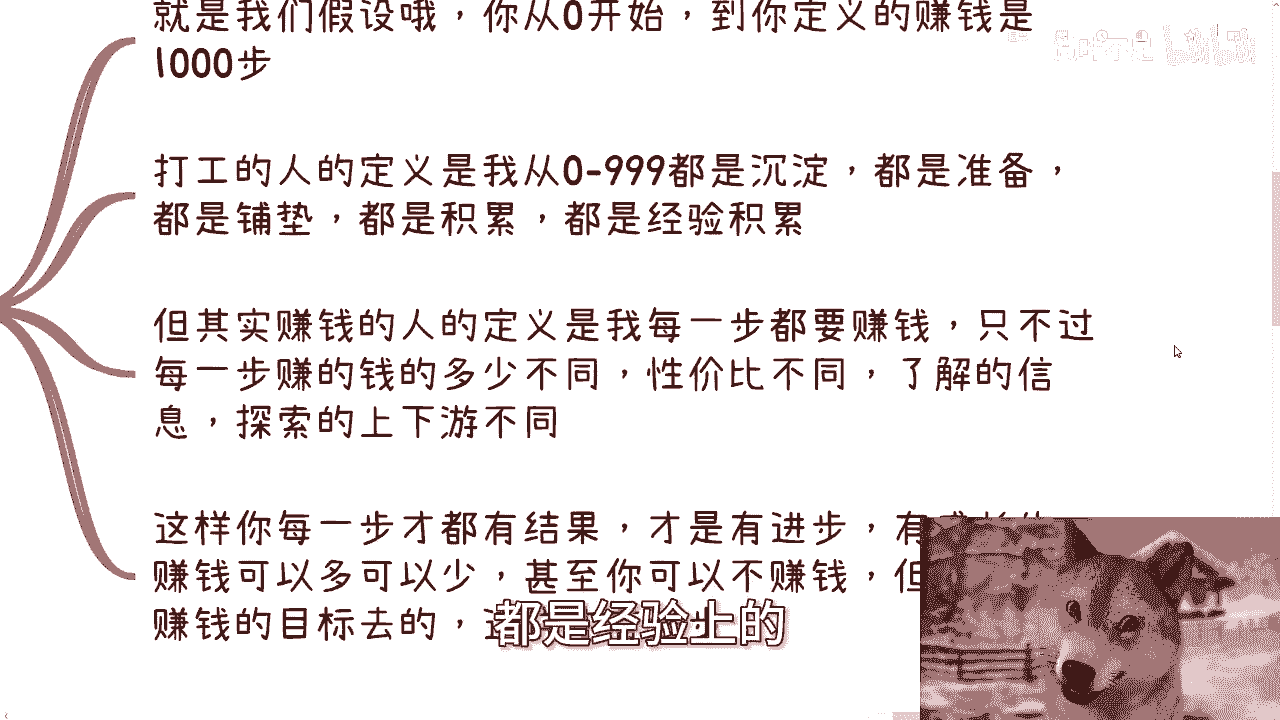 就是我们假设哦，你从0开始，到你定义的赚钱是
1000步
打工的人的定义是我从0-999都是沉淀，都是准备，
都是铺垫，都是积累，都是经验积累
但其实赚钱的人的定义是我每一步都要赚钱，只不过
每一步赚的钱的多少不同，性价比不同，了解的信
息，探索的上下游不同
这样你每一步才都有结果，才是有进步，有
赚钱可以多可以少，甚至你可以不赚钱，但
赚钱的目标去的，
都是经验上的